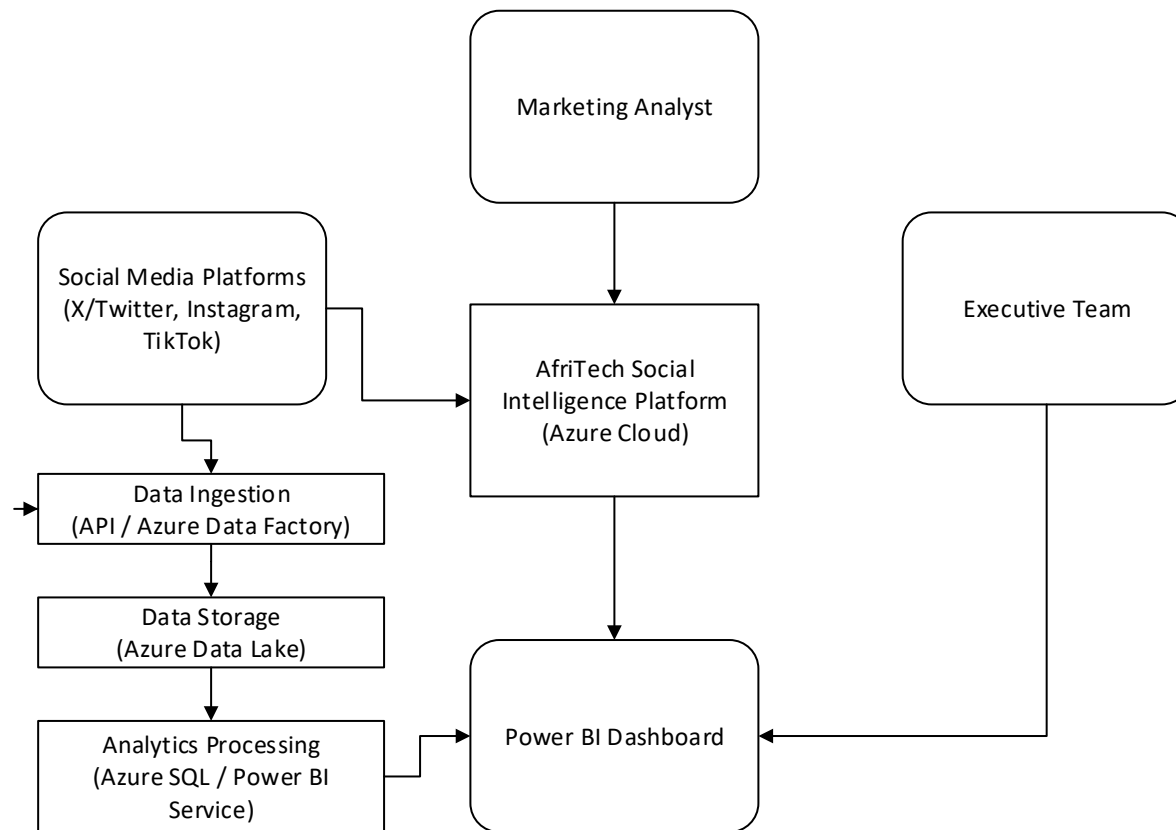 Marketing Analyst
Social Media Platforms
(X/Twitter, Instagram,
TikTok)
Executive Team
AfriTech Social
Intelligence Platform
(Azure Cloud)
Data Ingestion
(API / Azure Data Factory)
Data Storage
(Azure Data Lake)
Analytics Processing
(Azure SQL / Power BI
Service)
Power BI Dashboard